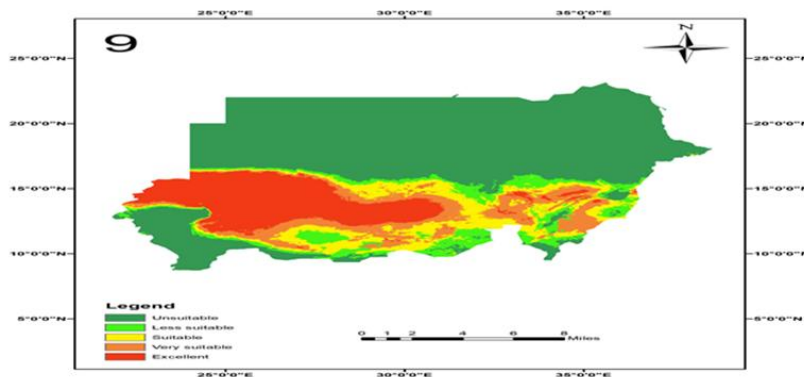 25°0'0"E 30°0'0"E 35°0'0"E
9
N
25°0'0"N 25°0'0"N
20°0'0"N 20°0'0"N
15°0'0"N 15°0'0"N
10°0'0"N 10°0'0"N
5°0'0"N 5°0'0"N
Legend
Unsuitable
Less suitable
Suitable
Very suitable
Excellent
0 1 2 4 6 8 Miles
25°0'0"E 30°0'0"E 35°0'0"E